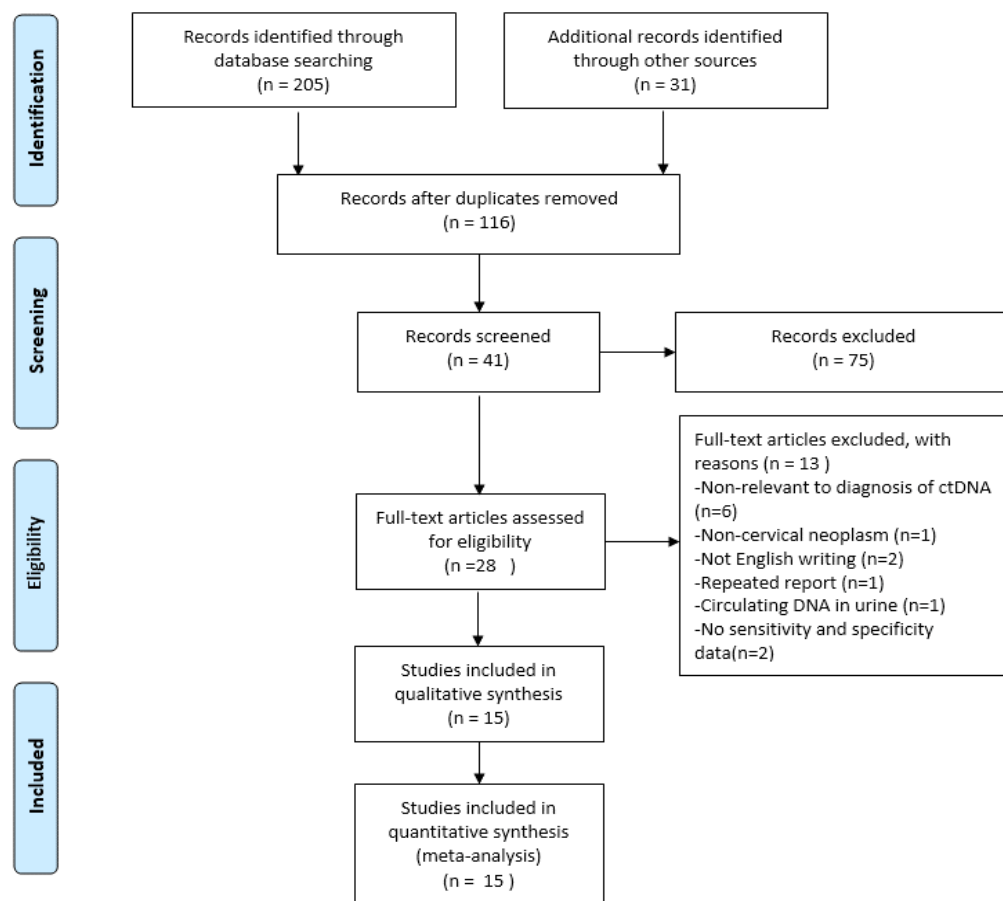 Identification
Records identified through
database searching
(n = 205)
Additional records identified
through other sources
(n = 31)
Records after duplicates removed
(n = 116)
Screening
Records screened
(n = 41)
Records excluded
(n = 75)
Eligibility
Full-text articles assessed
for eligibility
(n =28   )
Full-text articles excluded, with
reasons (n = 13 )
-Non-relevant to diagnosis of ctDNA
(n=6)
-Non-cervical neoplasm (n=1)
-Not English writing (n=2)
-Repeated report (n=1)
-Circulating DNA in urine (n=1)
-No sensitivity and specificity
data(n=2)
Included
Studies included in
qualitative synthesis
(n = 15)
Studies included in
quantitative synthesis
(meta-analysis)
(n =  15 )